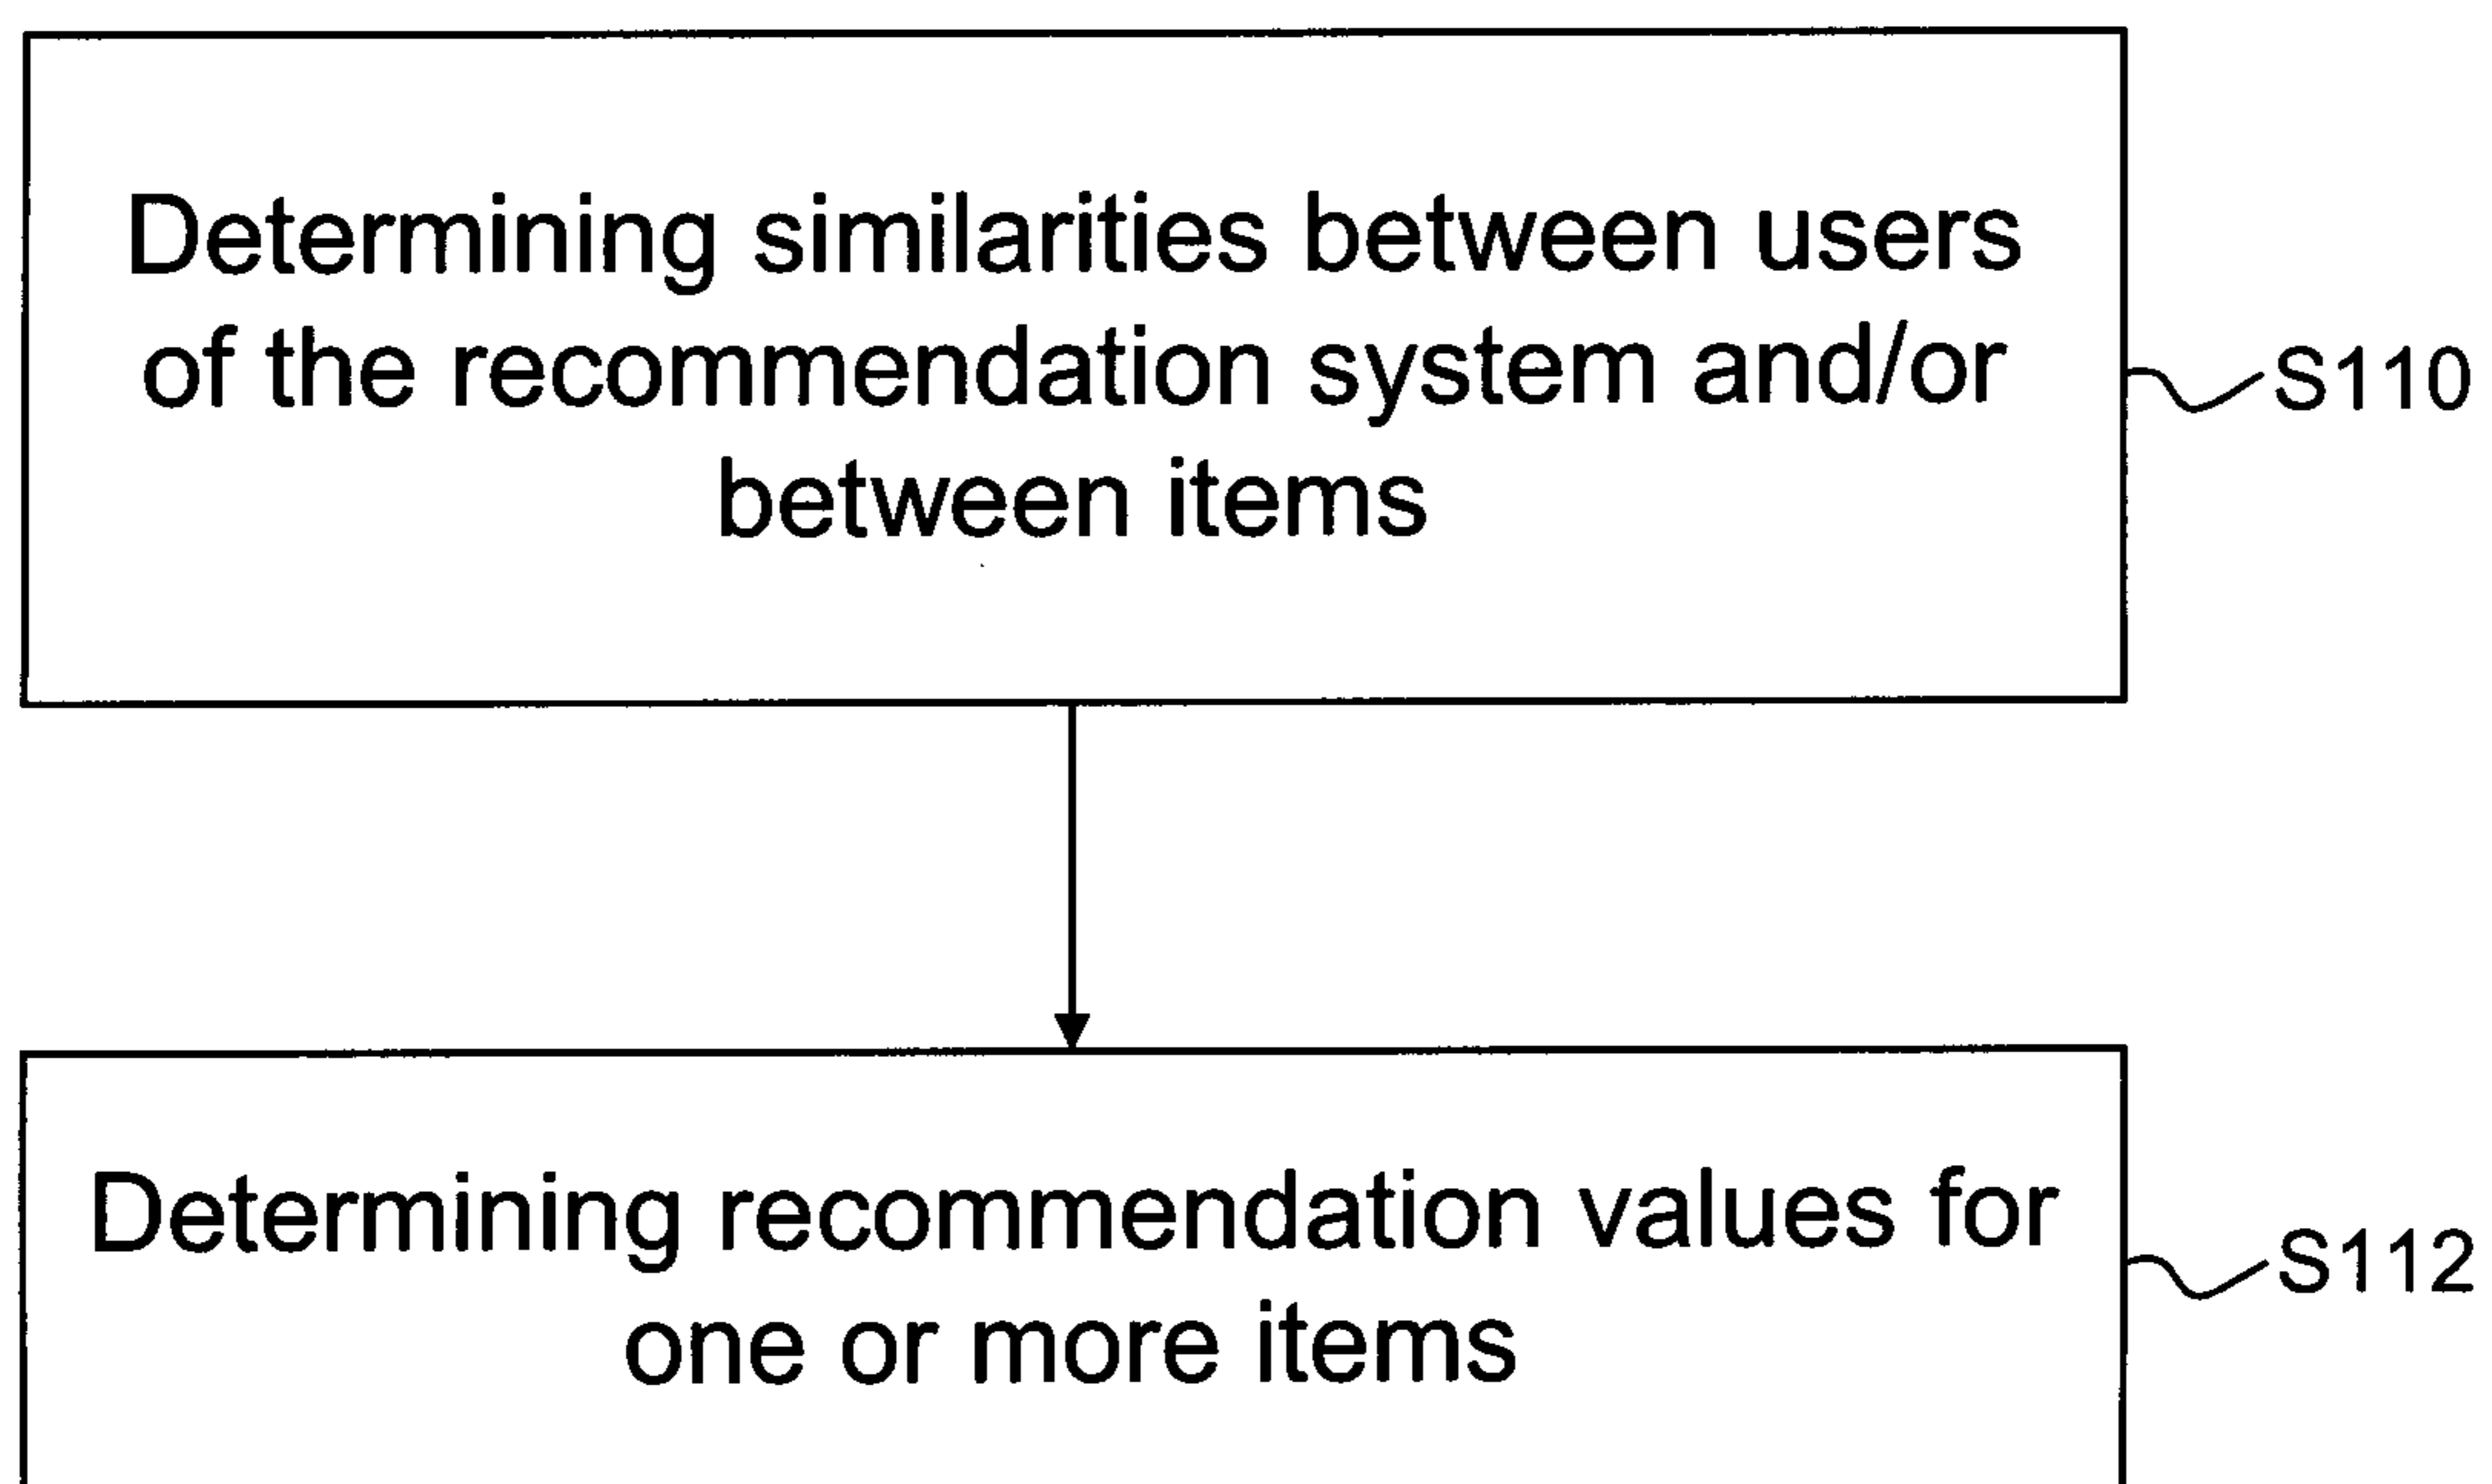 Determining similarities between users
of the recommendation system and/or
between items
S110
Determining recommendation values for
one or more items
S112